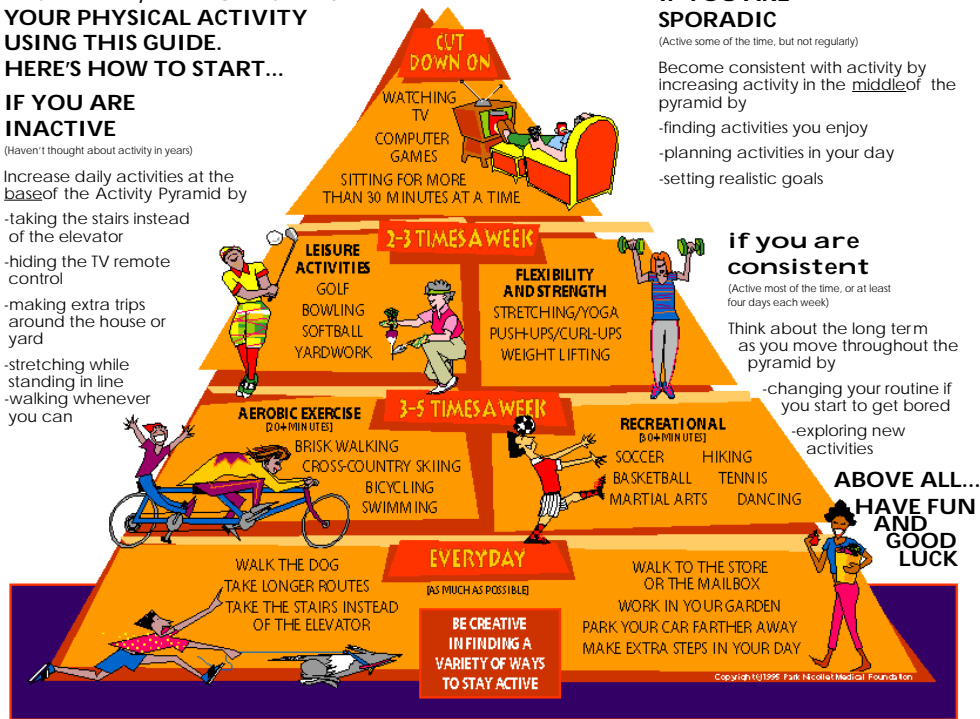 YOUR PHYSICAL ACTIVITY
USING THIS GUIDE.
HERE'S HOW TO START...
IF YOU ARE
INACTIVE
(Haven't thought about activity in years)
Increase daily activities at the
baseof the Activity Pyramid by
-taking the stairs instead
of the elevator
-hiding the TV remote
control
-making extra trips
around the house or
yard
-stretching while
standing in line
-walking whenever
you can
CUT
DOWN ON
WATCHING
TV
COMPUTER
GAMES
SITTING FOR MORE
THAN 30 MINUTES AT A TIME
2-3 TIMES A WEEK
LEISURE
ACTIVITIES
GOLF
BOWLING
SOFTBALL
YARDWORK
FLEXIBILITY
AND STRENGTH
STRETCHING/YOGA
PUSH-UPS/CURL-UPS
WEIGHT LIFTING
3-5 TIMES A WEEK
AEROBIC EXERCISE
[20+ MINUTES]
BRISK WALKING
CROSS-COUNTRY SKIING
BICYCLING
SWIMMING
RECREATIONAL
[30+ MINUTES]
SOCCER HIKING
BASKETBALL TENNIS
MARTIAL ARTS DANCING
EVERYDAY
[AS MUCH AS POSSIBLE]
WALK THE DOG
TAKE LONGER ROUTES
TAKE THE STAIRS INSTEAD
OF THE ELEVATOR
WALK TO THE STORE
OR THE MAILBOX
WORK IN YOUR GARDEN
PARK YOUR CAR FARTHER AWAY
MAKE EXTRA STEPS IN YOUR DAY
BE CREATIVE
IN FINDING A
VARIETY OF WAYS
TO STAY ACTIVE
Copyright©1995 Park Nicollet Medical Foundation
IF YOU ARE
SPORADIC
(Active some of the time, but not regularly)
Become consistent with activity by
increasing activity in the middleof the
pyramid by
-finding activities you enjoy
-planning activities in your day
-setting realistic goals
if you are
consistent
(Active most of the time, or at least
four days each week)
Think about the long term
as you move throughout the
pyramid by
-changing your routine if
you start to get bored
-exploring new
activities
ABOVE ALL...
HAVE FUN
AND
GOOD
LUCK